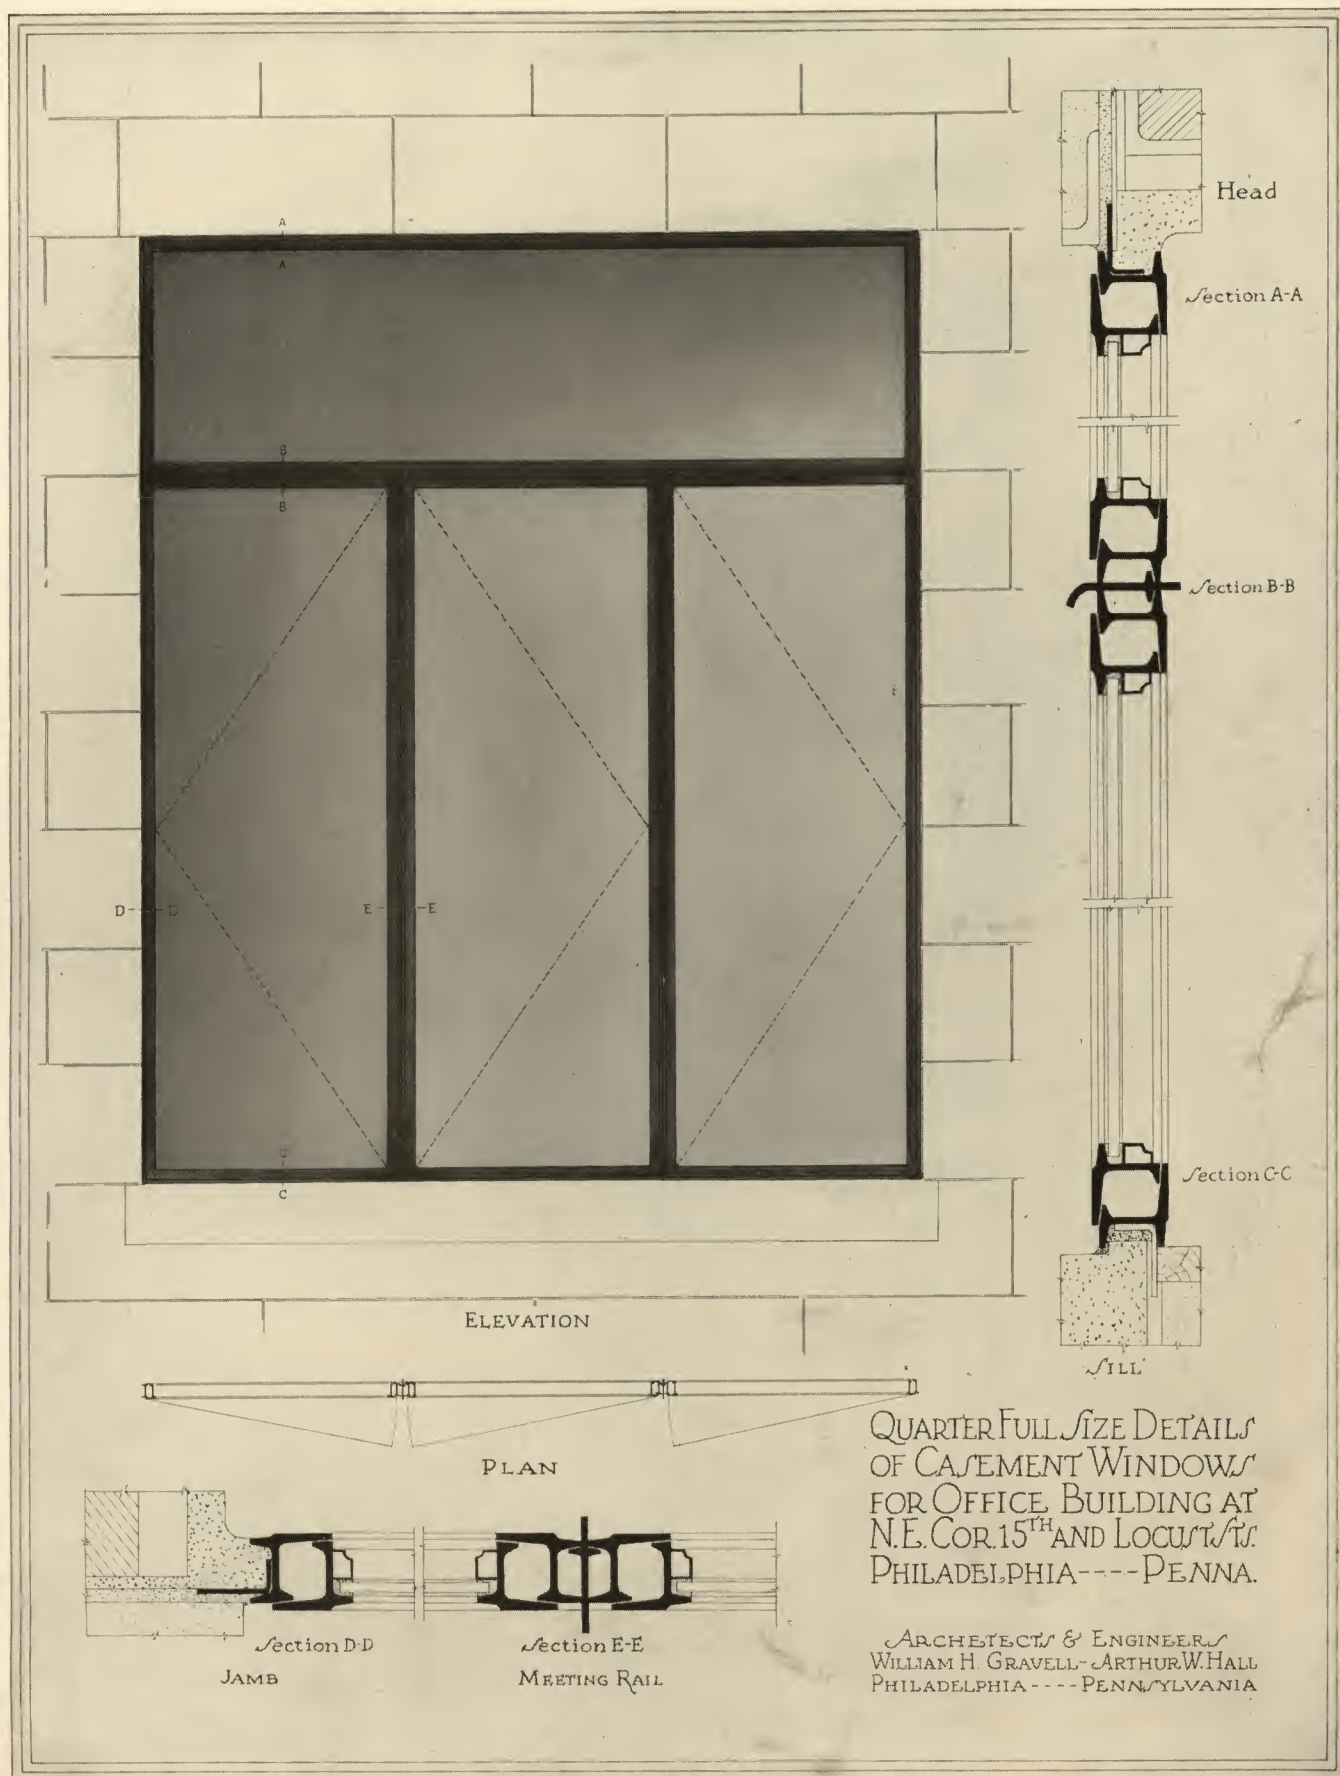 A
A
Head
Section A-A
B
B
Section B-B
D D
E E
C
C
Section C-C
ELEVATION
SILL
PLAN
QUARTER FULL SIZE DETAILS
OF CASEMENT WINDOWS
FOR OFFICE BUILDING AT
N.E. COR. 15TH AND LOCUST STS.
PHILADELPHIA----PENNA.
Section D-D
JAMB
Section E-E
MEETING RAIL
ARCHETECTS & ENGINEERS
WILLIAM H. GRAVELL-ARTHUR W. HALL
PHILADELPHIA----PENNSYLVANIA